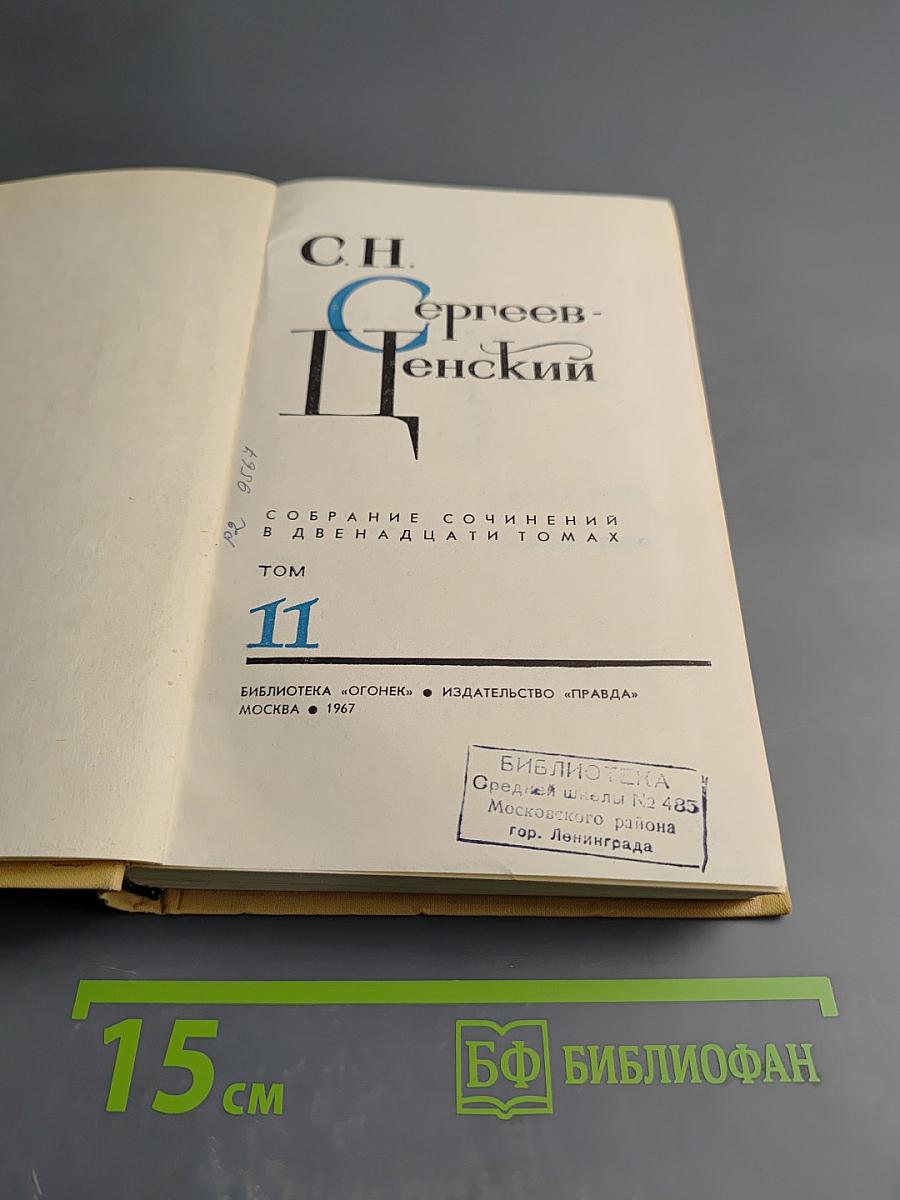 С. Н.
Сергеев-
Ценский
№2 9567
СОБРАНИЕ СОЧИНЕНИЙ
В ДВЕНАДЦАТИ ТОМАХ
ТОМ
11
БИБЛИОТЕКА «ОГОНЕК» ● ИЗДАТЕЛЬСТВО «ПРАВДА»
МОСКВА ● 1967
БИБЛИОТЕКА
Средней школы № 485
Московского района
гор. Ленинграда
15 см
БФ БИБЛИОФАН